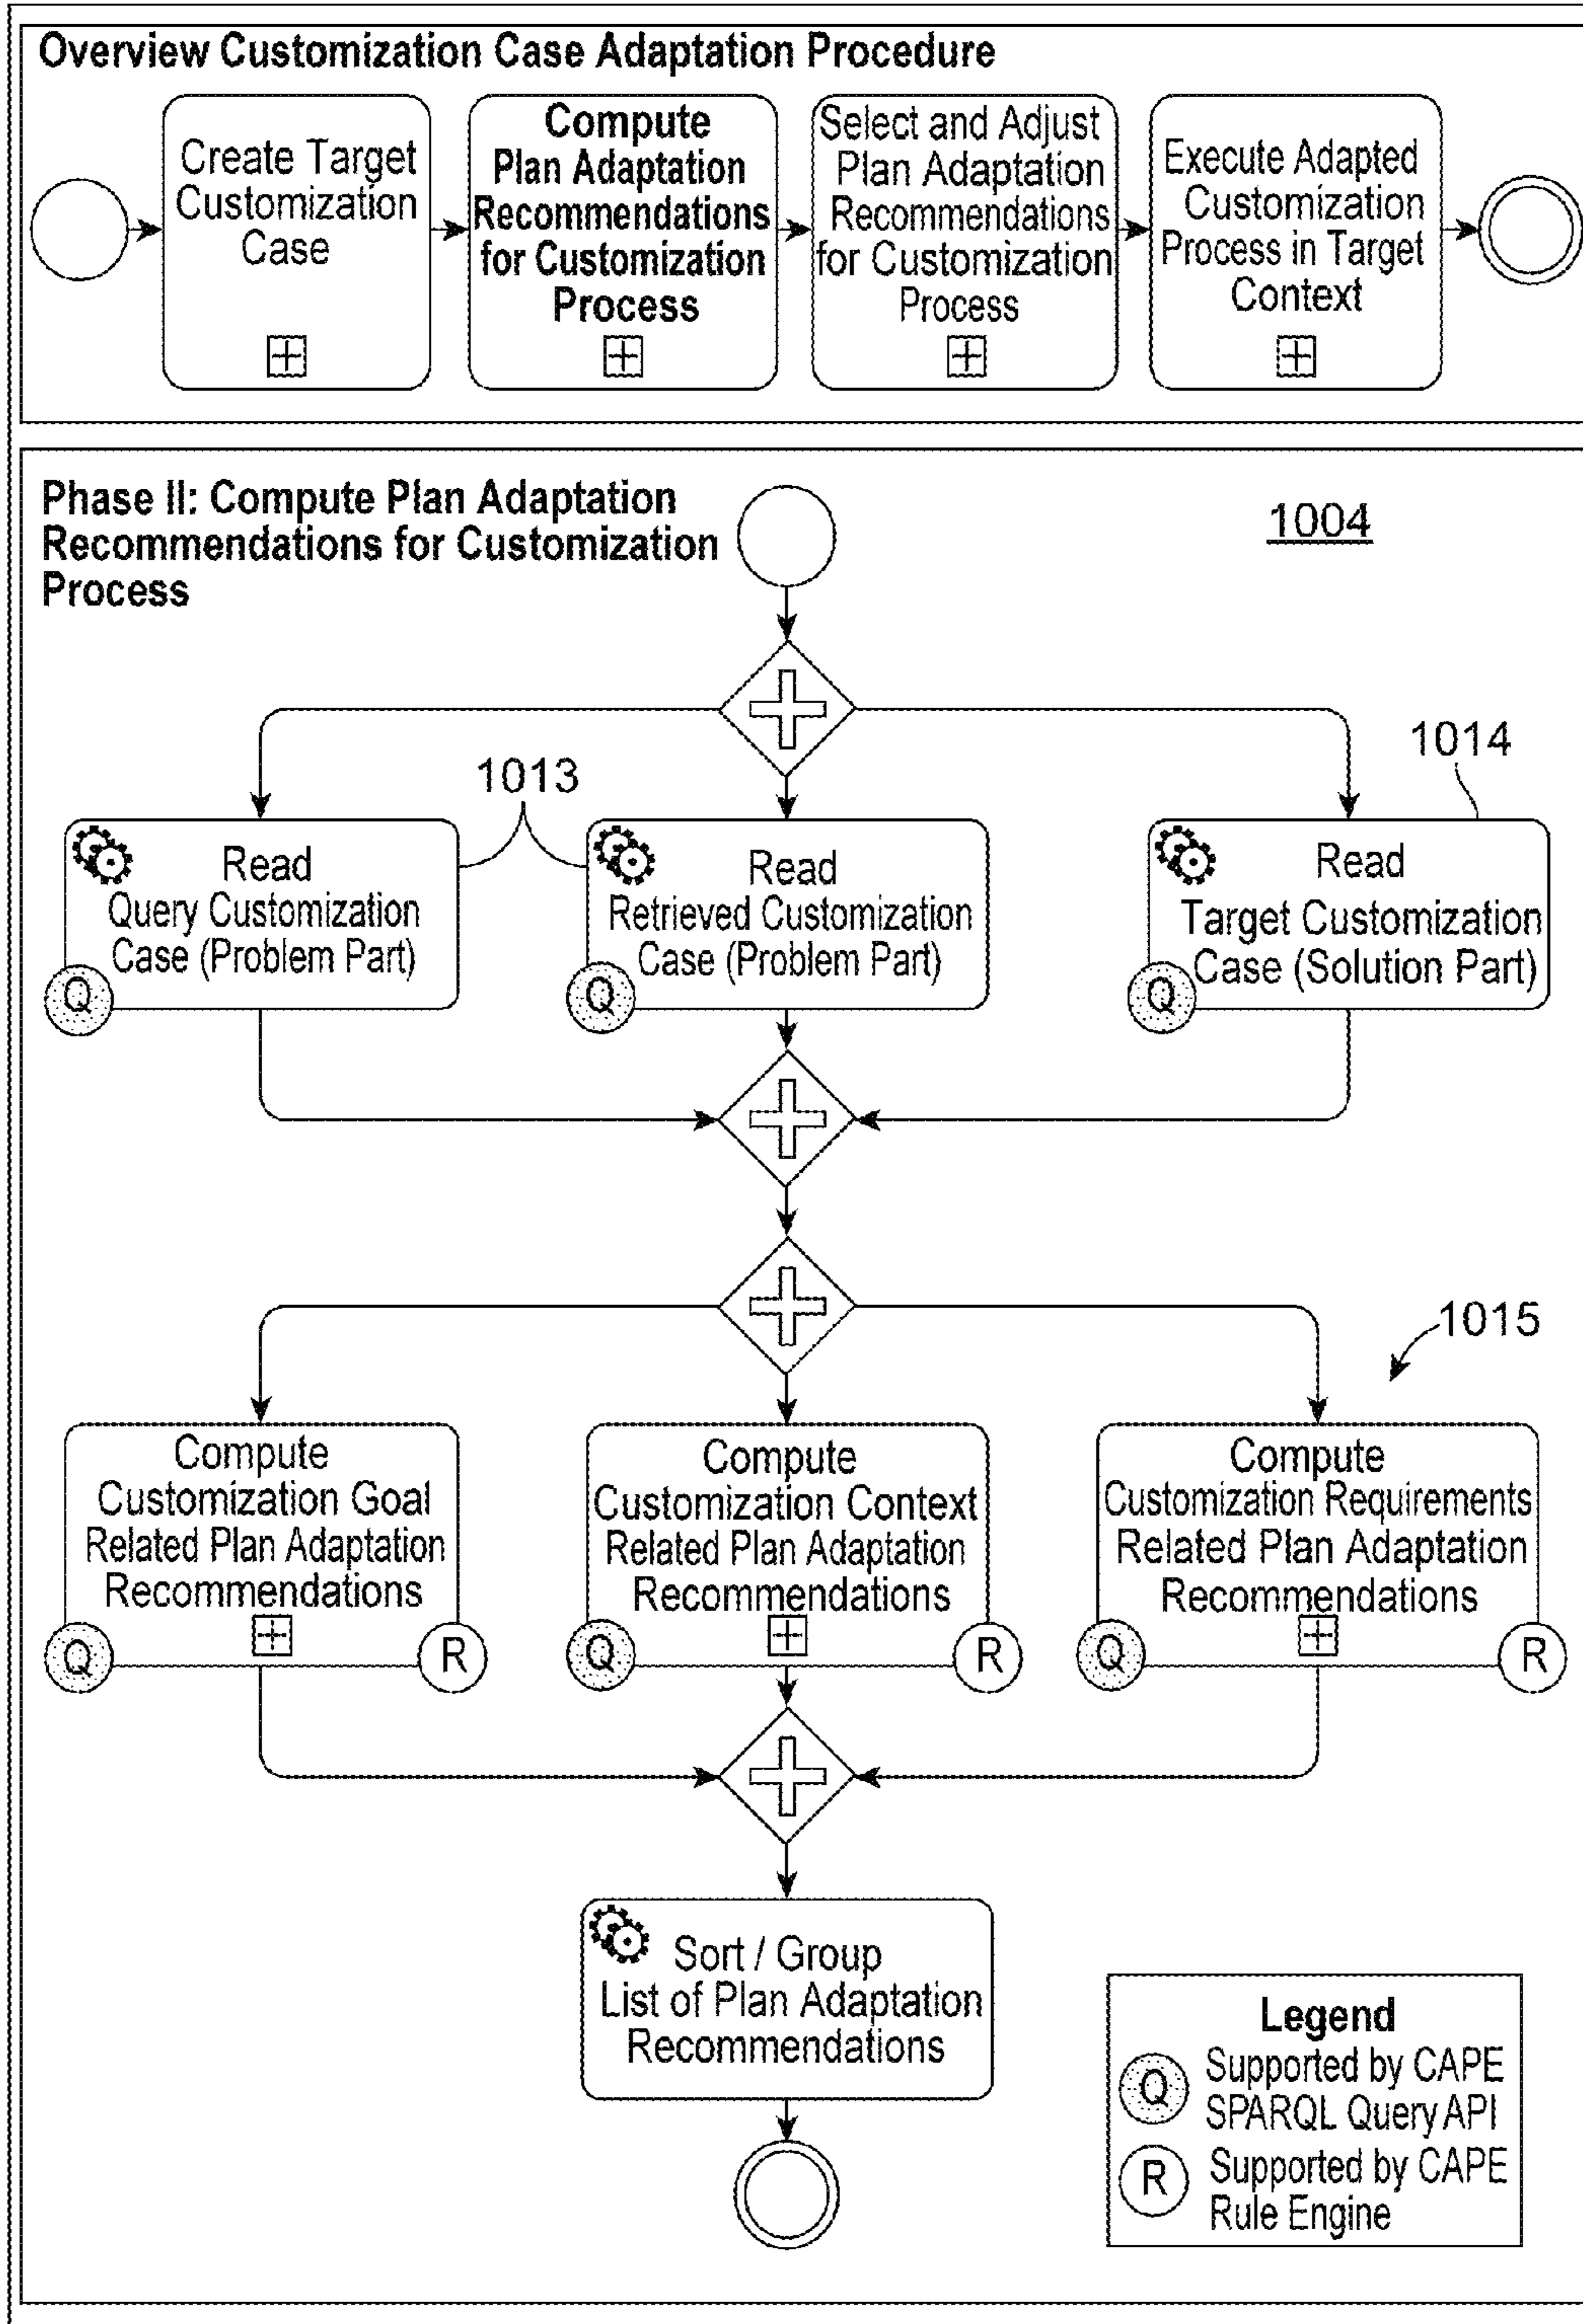 Overview Customization Case Adaptation Procedure
Create Target
Customization
Case
Compute
Plan Adaptation
Recommendations
for Customization
Process
Select and Adjust
Plan Adaptation
Recommendations
for Customization
Process
Execute Adapted
Customization
Process in Target
Context
Phase II: Compute Plan Adaptation
Recommendations for Customization
Process
1004
1013
1014
Read
Query Customization
Case (Problem Part)
Q
Read
Retrieved Customization
Case (Problem Part)
Q
Read
Target Customization
Case (Solution Part)
Q
1015
Compute
Customization Goal
Related Plan Adaptation
Recommendations
Q
R
Compute
Customization Context
Related Plan Adaptation
Recommendations
Q
R
Compute
Customization Requirements
Related Plan Adaptation
Recommendations
Q
R
Sort / Group
List of Plan Adaptation
Recommendations
Legend
Q Supported by CAPE
SPARQL Query API
R Supported by CAPE
Rule Engine